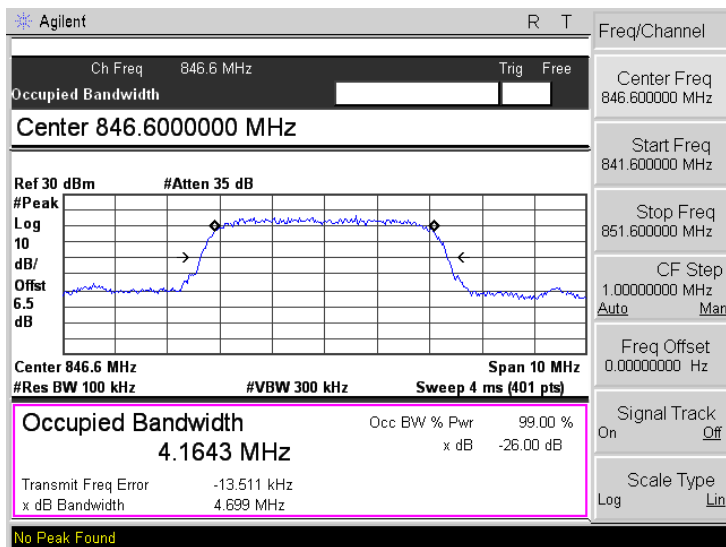 Agilent R T
Ch Freq 846.6 MHz Trig Free
Occupied Bandwidth
Center 846.6000000 MHz
Ref 30 dBm #Atten 35 dB
#Peak
Log
10
dB/
Offst
6.5
dB
Center 846.6 MHz Span 10 MHz
#Res BW 100 kHz #VBW 300 kHz Sweep 4 ms (401 pts)
Occupied Bandwidth Occ BW % Pwr 99.00 %
4.1643 MHz x dB -26.00 dB
Transmit Freq Error -13.511 kHz
x dB Bandwidth 4.699 MHz
No Peak Found
Freq/Channel
Center Freq
846.600000 MHz
Start Freq
841.600000 MHz
Stop Freq
851.600000 MHz
CF Step
1.00000000 MHz
Auto Man
Freq Offset
0.00000000 Hz
Signal Track
On Off
Scale Type
Log Lin